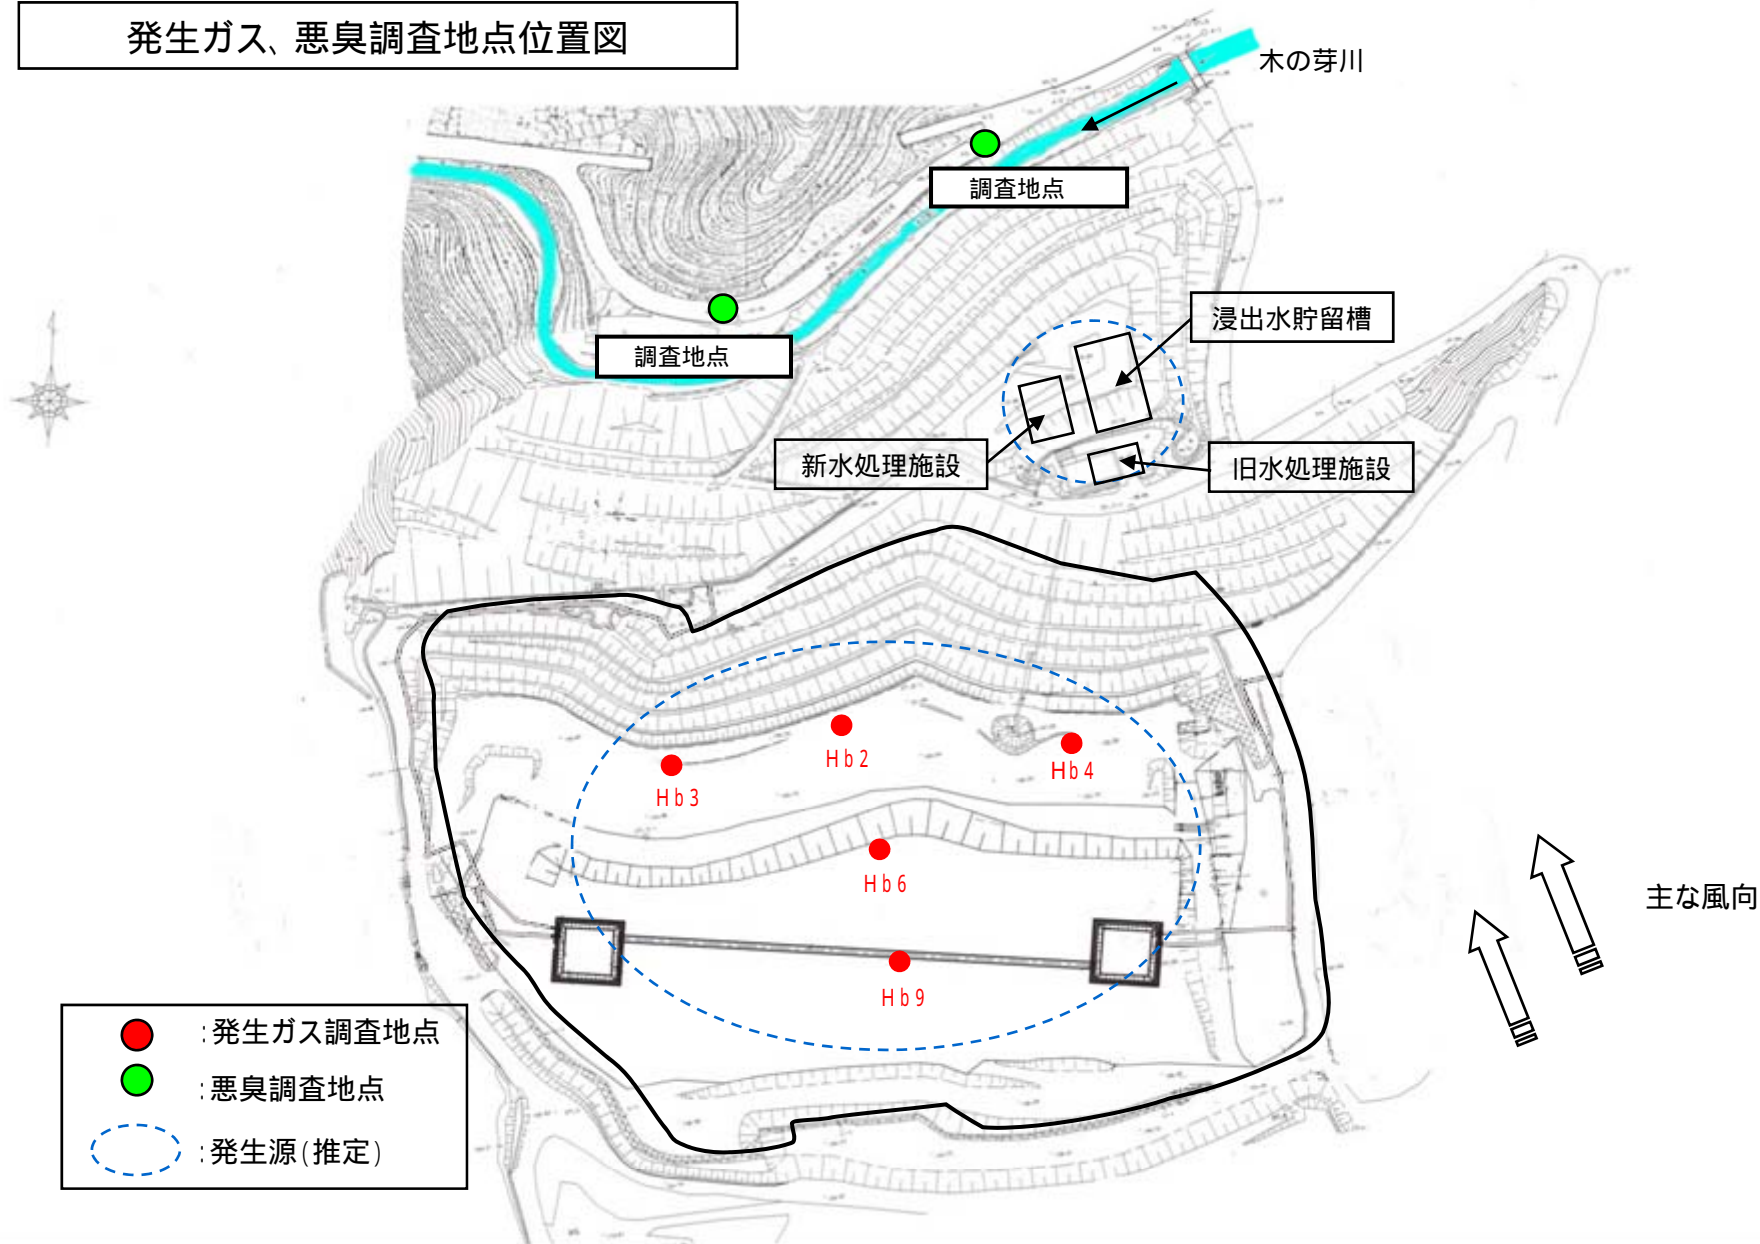 発生ガス、悪臭調査地点位置図
木の芽川
調査地点
浸出水貯留槽
調査地点
新水処理施設
旧水処理施設
Hb2
Hb4
Hb3
Hb6
主な風向
Hb9
:発生ガス調査地点
:悪臭調査地点
:発生源(推定)